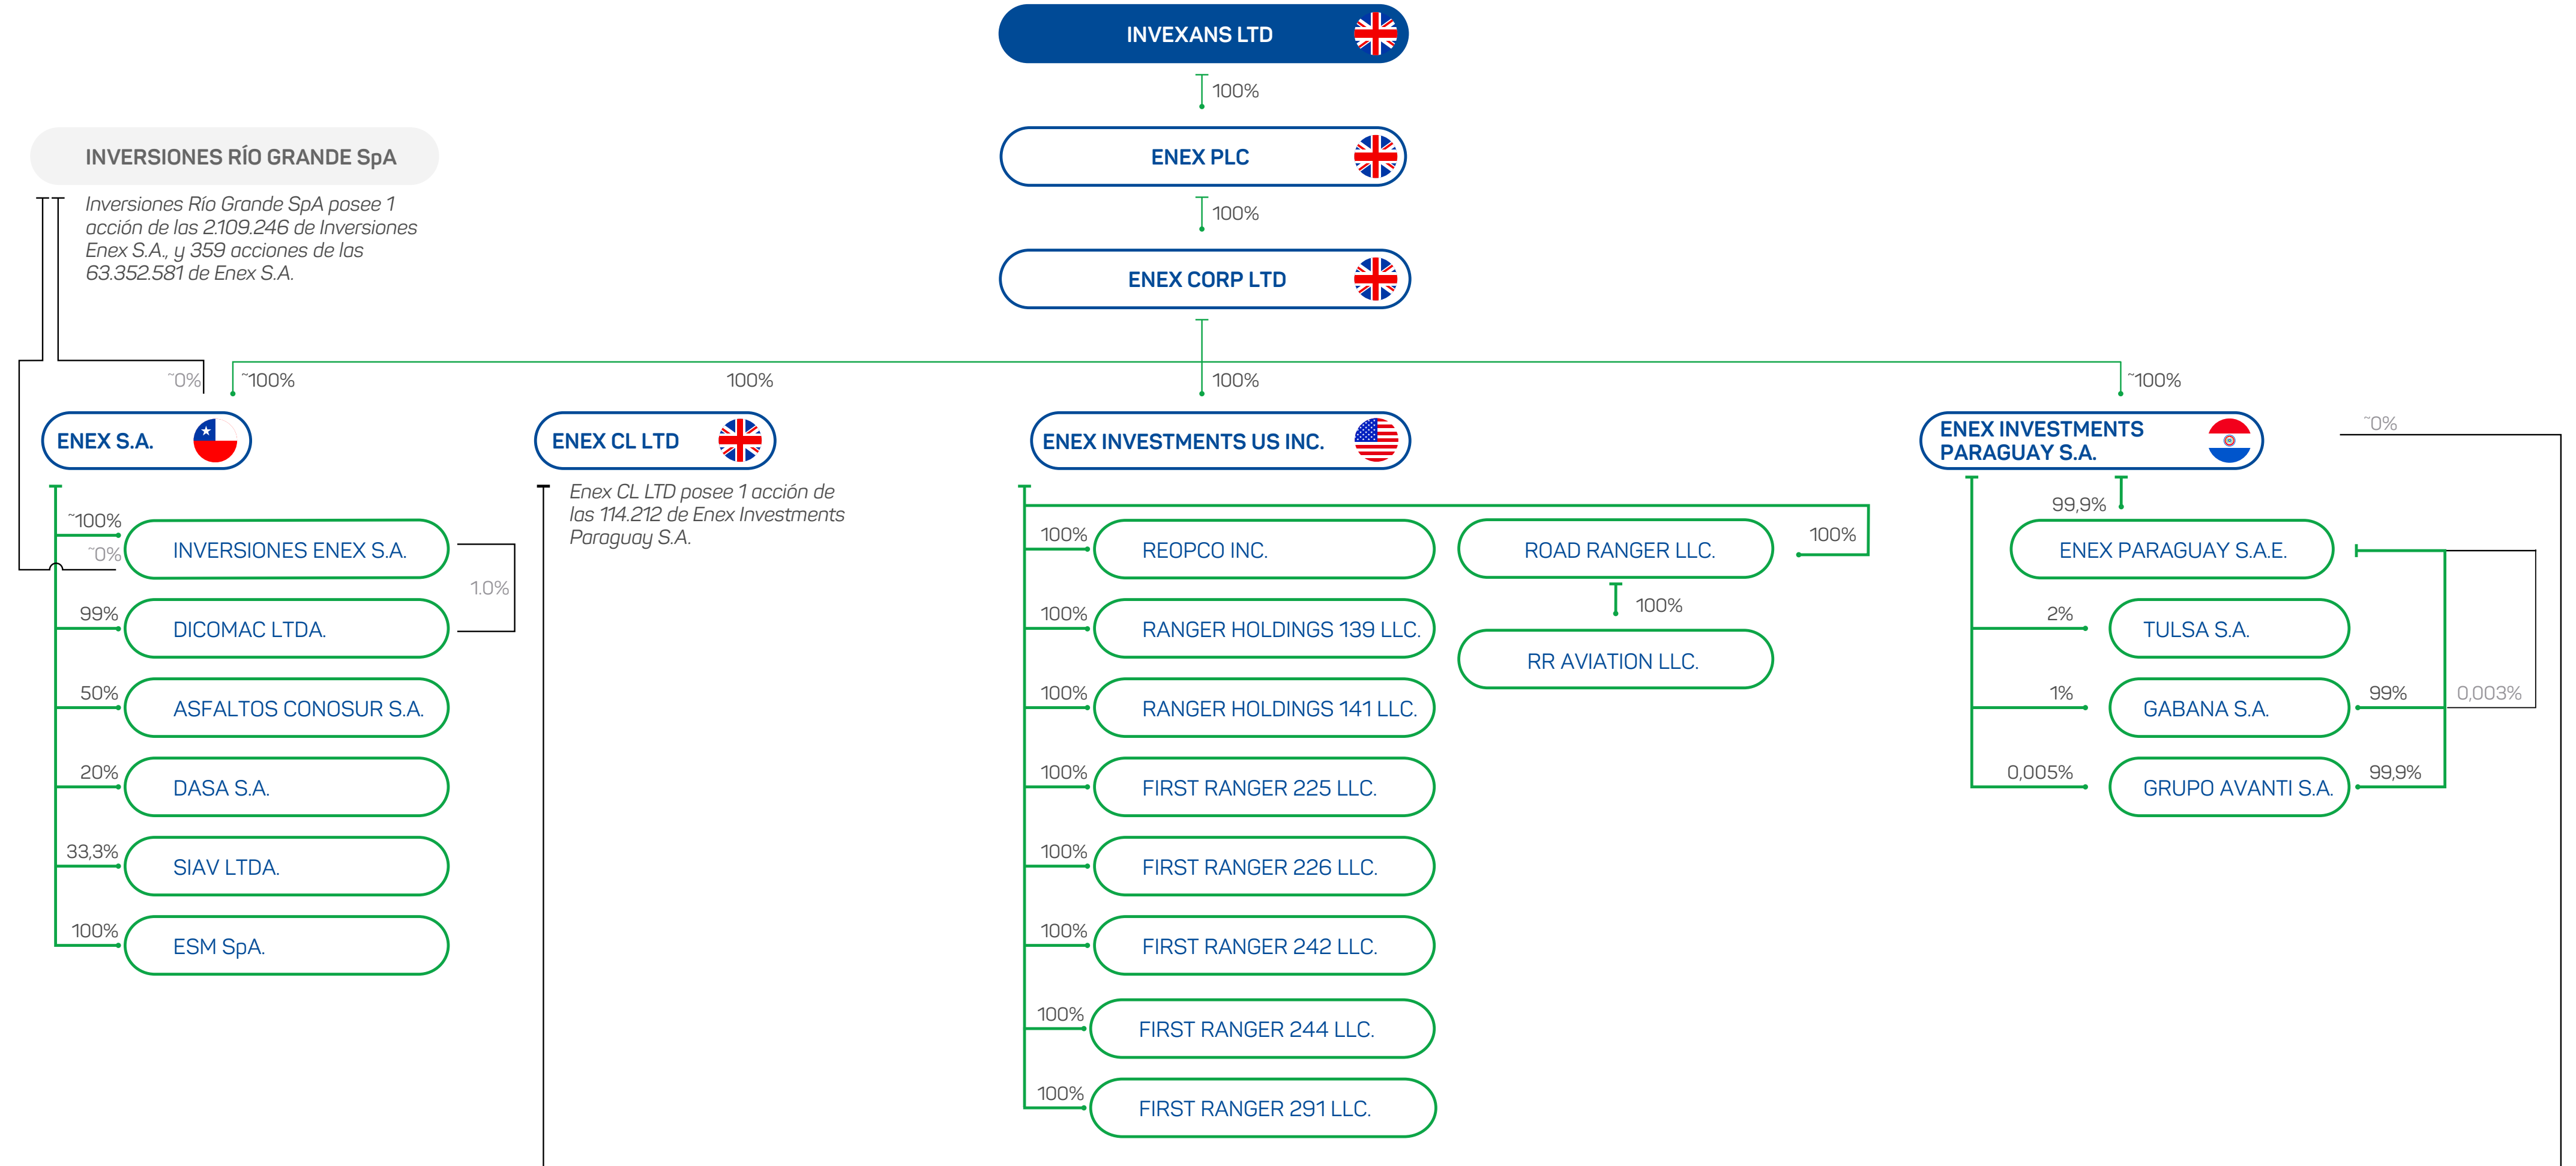 INVEXANS LTD
100%
ENEX PLC
100%
ENEX CORP LTD
INVERSIONES RÍO GRANDE SpA
Inversiones Río Grande SpA posee 1
acción de las 2.109.246 de Inversiones
Enex S.A., y 359 acciones de las
63.352.581 de Enex S.A.
~0%
~100%
100%
100%
~100%
ENEX S.A.
ENEX CL LTD
ENEX INVESTMENTS US INC.
ENEX INVESTMENTS
PARAGUAY S.A.
~0%
~100%
~0%
INVERSIONES ENEX S.A.
1.0%
99%
DICOMAC LTDA.
50%
ASFALTOS CONOSUR S.A.
20%
DASA S.A.
33,3%
SIAV LTDA.
100%
ESM SpA.
Enex CL LTD posee 1 acción de
las 114.212 de Enex Investments
Paraguay S.A.
100%
REOPCO INC.
100%
RANGER HOLDINGS 139 LLC.
100%
RANGER HOLDINGS 141 LLC.
100%
FIRST RANGER 225 LLC.
100%
FIRST RANGER 226 LLC.
100%
FIRST RANGER 242 LLC.
100%
FIRST RANGER 244 LLC.
100%
FIRST RANGER 291 LLC.
ROAD RANGER LLC.
100%
100%
RR AVIATION LLC.
99,9%
ENEX PARAGUAY S.A.E.
2%
TULSA S.A.
1%
GABANA S.A.
99%
0,003%
0,005%
GRUPO AVANTI S.A.
99,9%